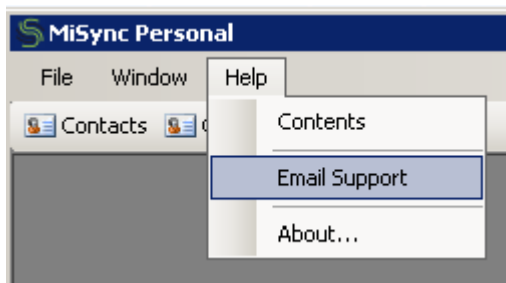 MiSync Personal
File Window Help
Contacts
Contents
Email Support
About...